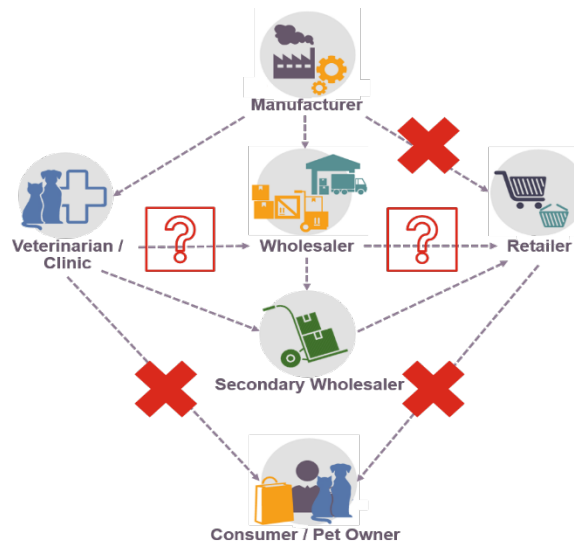 Manufacturer
Veterinarian /
Clinic
?
Wholesaler
?
Retailer
Secondary Wholesaler
Consumer / Pet Owner